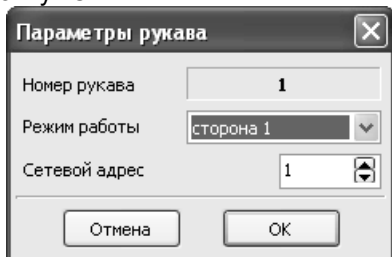 Параметры рукава
Номер рукава 1
Режим работы сторона 1
Сетевой адрес 1
Отмена OK